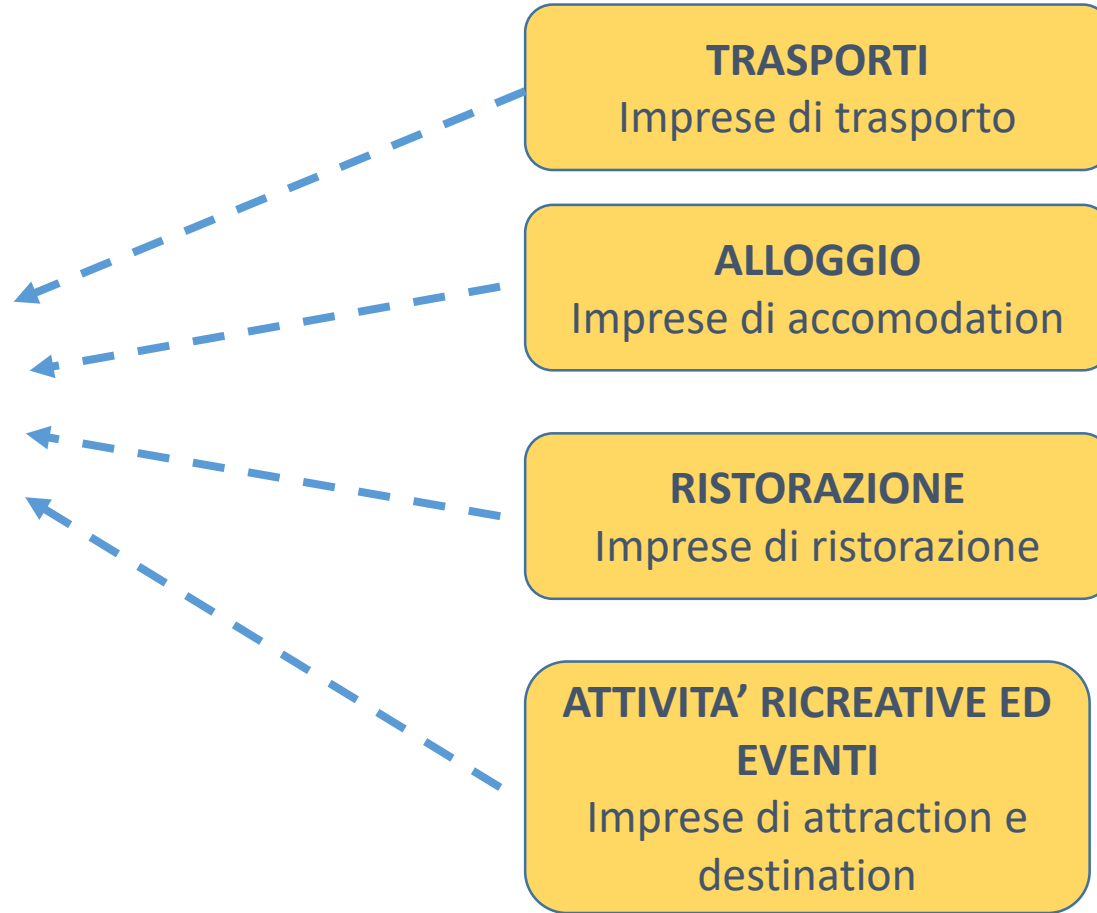 TRASPORTI
Imprese di trasporto
ALLOGGIO
Imprese di accomodation
RISTORAZIONE
Imprese di ristorazione
ATTIVITA’ RICREATIVE ED
EVENTI
Imprese di attraction e
destination